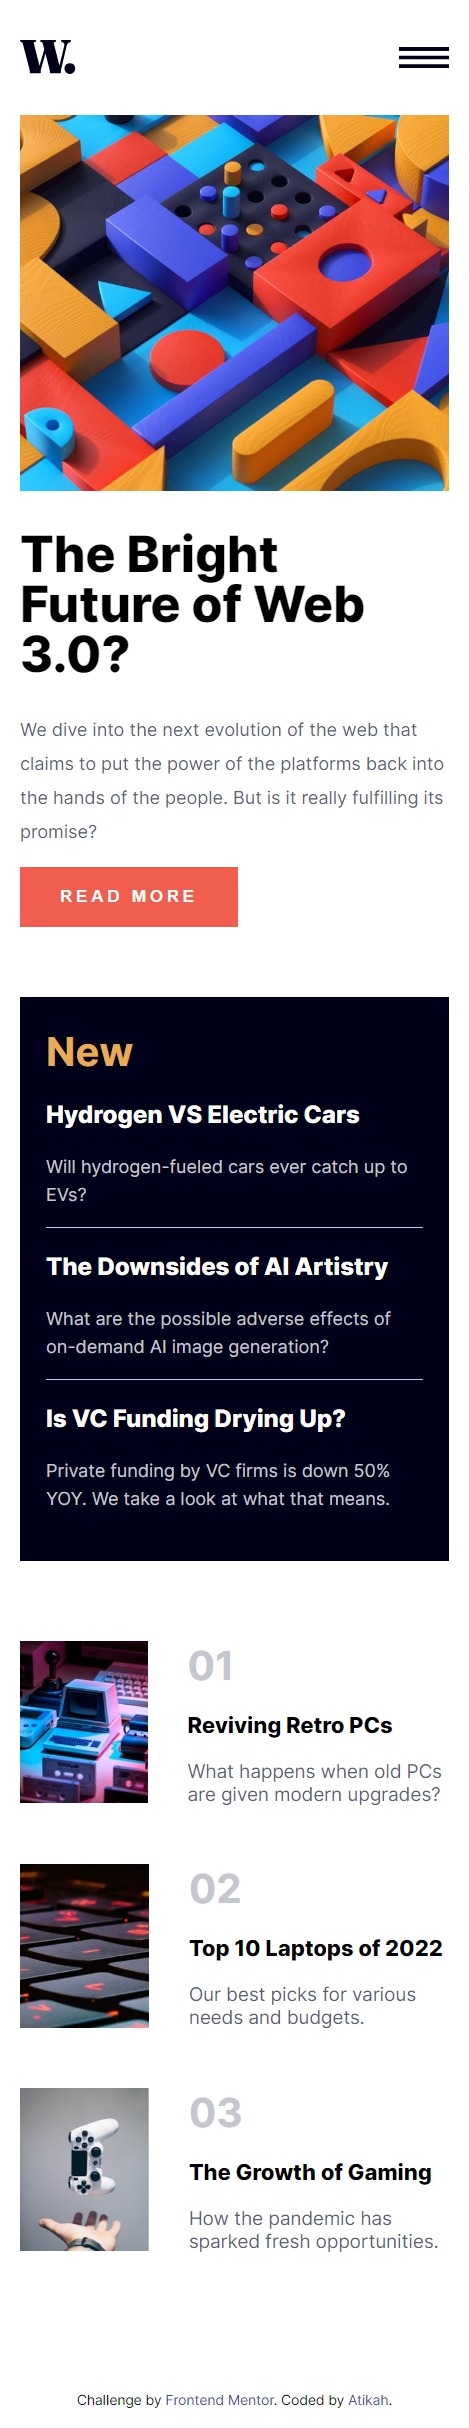 W.
The Bright
Future of Web
3.0?
We dive into the next evolution of the web that
claims to put the power of the platforms back into
the hands of the people. But is it really fulfilling its
promise?
READ MORE
New
Hydrogen VS Electric Cars
Will hydrogen-fueled cars ever catch up to
EVs?
The Downsides of AI Artistry
What are the possible adverse effects of
on-demand AI image generation?
Is VC Funding Drying Up?
Private funding by VC firms is down 50%
YOY. We take a look at what that means.
01
Reviving Retro PCs
What happens when old PCs
are given modern upgrades?
02
Top 10 Laptops of 2022
Our best picks for various
needs and budgets.
03
The Growth of Gaming
How the pandemic has
sparked fresh opportunities.
Challenge by Frontend Mentor. Coded by Atikah.